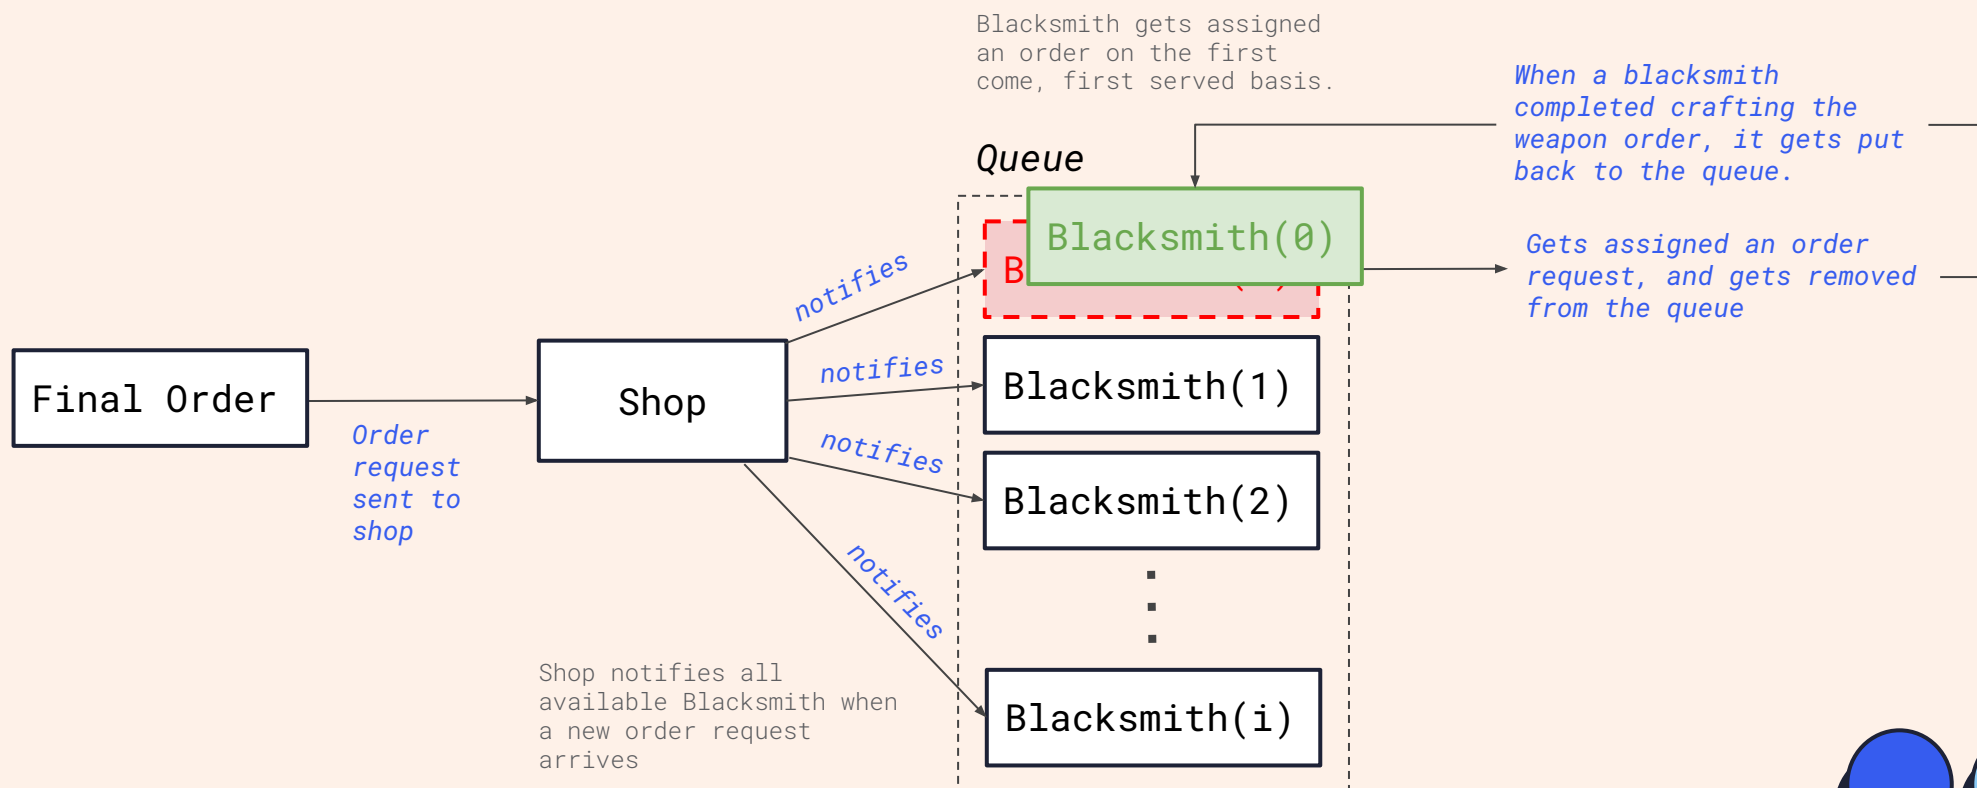 Blacksmith gets assigned
an order on the first
come, first served basis.
When a blacksmith
completed crafting the
weapon order, it gets put
back to the queue.
Queue
Blacksmith(0)
B
Gets assigned an order
request, and gets removed
from the queue
notifies
notifies
Blacksmith(1)
Final Order
Shop
Order
request
sent to
shop
notifies
Blacksmith(2)
notifies
Shop notifies all
available Blacksmith when
a new order request
arrives
Blacksmith(i)